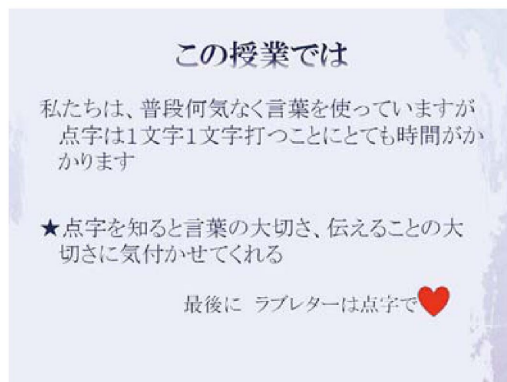 この授業では
私たちは、普段何気なく言葉を使っていますが
点字は1文字1文字打つことにとても時間がか
かります
★点字を知ると言葉の大切さ、伝えることの大
切さに気付かせてくれる
最後に ラブレターは点字で❤